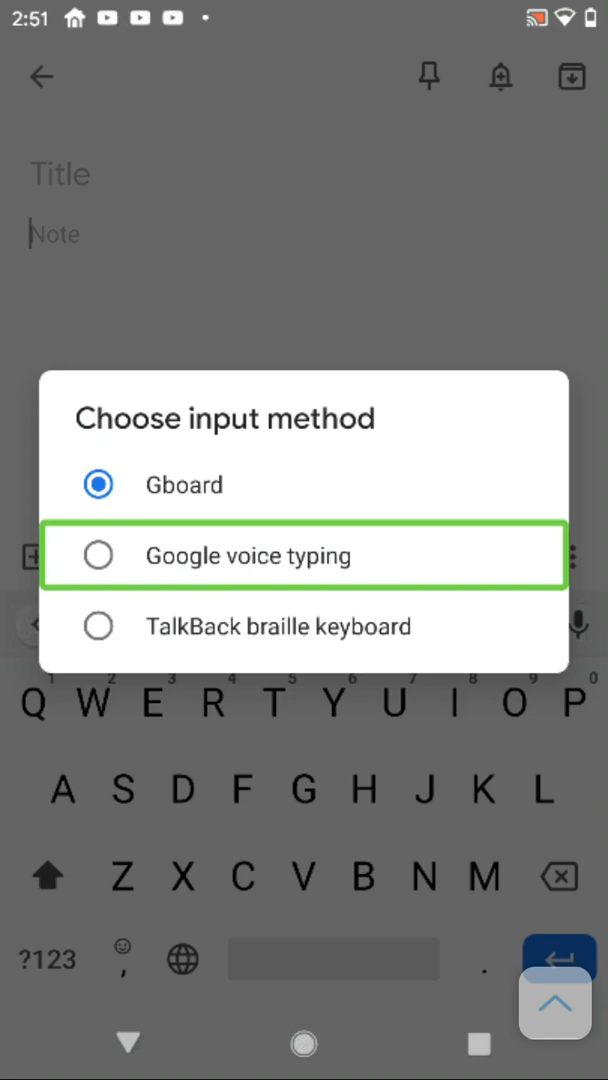 2:51
Title
Note
Choose input method
Gboard
Google voice typing
TalkBack braille keyboard
1 2 3 4 5 6 7 8 9 0
Q W E R T Y U I O P
A S D F G H J K L
Z X C V B N M
?123 , .